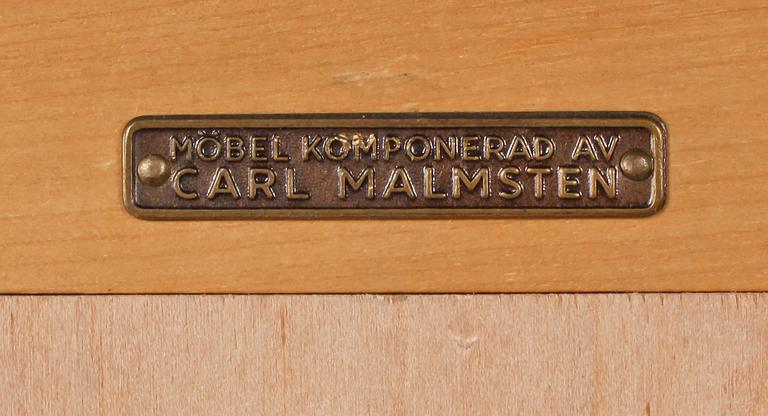 MÖBEL KOMPONERAD AV
CARL MALMSTEN